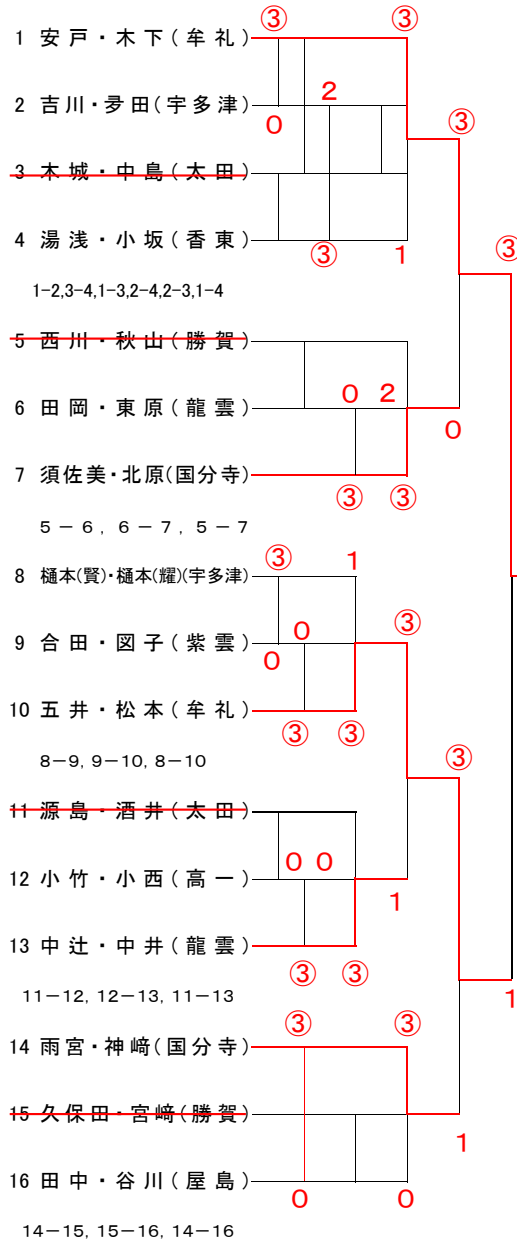 ③ ③
1 安戸・木下(牟礼)
2 ③
2 吉川・夛田(宇多津)
0
3 木城・中島(太田)
4 湯浅・小坂(香東)
③ 1 ③
1-2,3-4,1-3,2-4,2-3,1-4
5 西川・秋山(勝賀)
0 2
6 田岡・東原(龍雲)
0
7 須佐美・北原(国分寺)
③ ③
5-6, 6-7, 5-7
③ 1
8 樋本(賢)・樋本(耀)(宇多津)
0 ③
9 合田・図子(紫雲)
0
10 五井・松本(牟礼)
③ ③
8-9, 9-10, 8-10 ③
11 源島・酒井(太田)
0 0
12 小竹・小西(高一)
1
13 中辻・中井(龍雲)
③ ③
11-12, 12-13, 11-13 1
③ ③
14 雨宮・神﨑(国分寺)
15 久保田・宮﨑(勝賀)
1
16 田中・谷川(屋島)
0 0
14-15, 15-16, 14-16